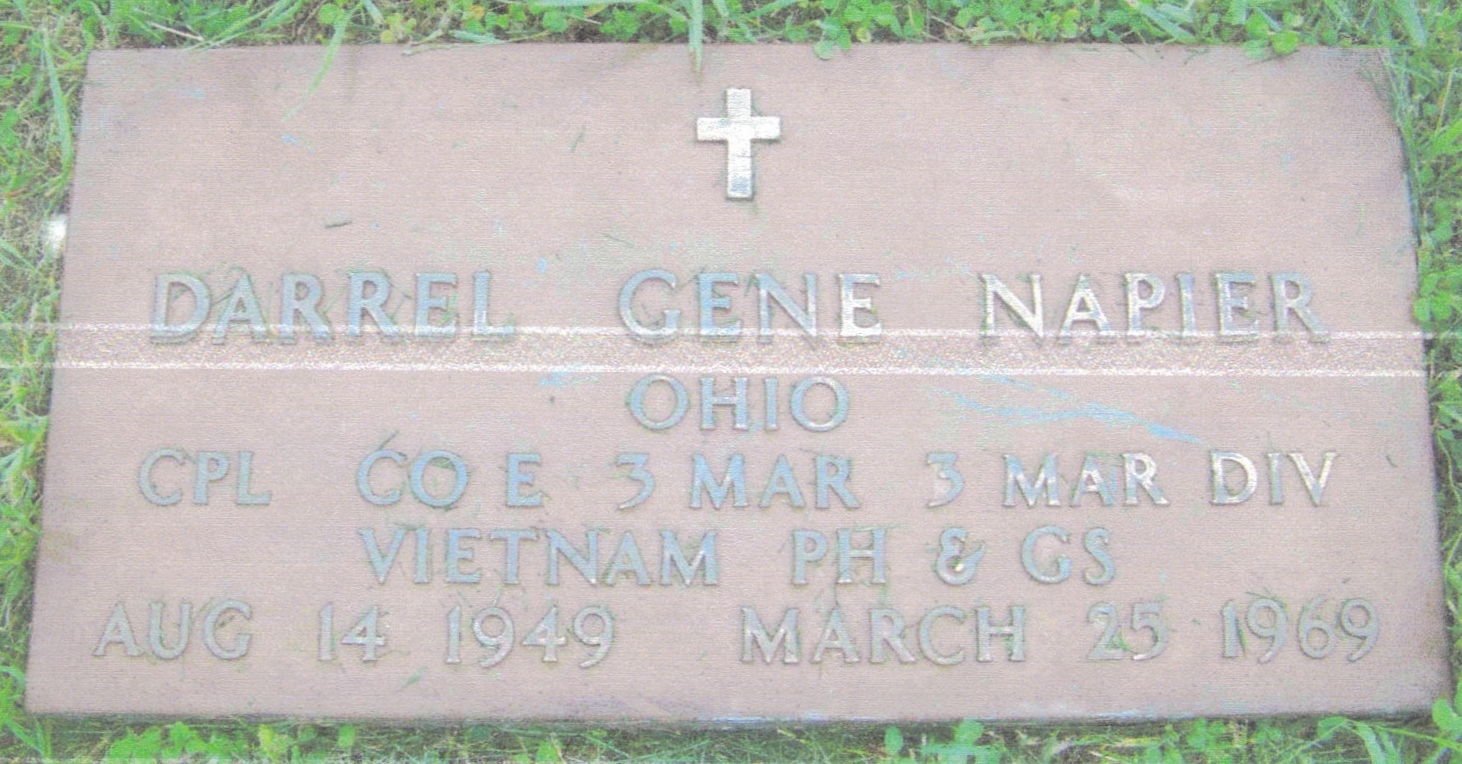 DARREL GENE NAPIER
OHIO
CPL CO E 3 MAR 3 MAR DIV
VIETNAM PH & GS
AUG 14 1949 MARCH 25 1969